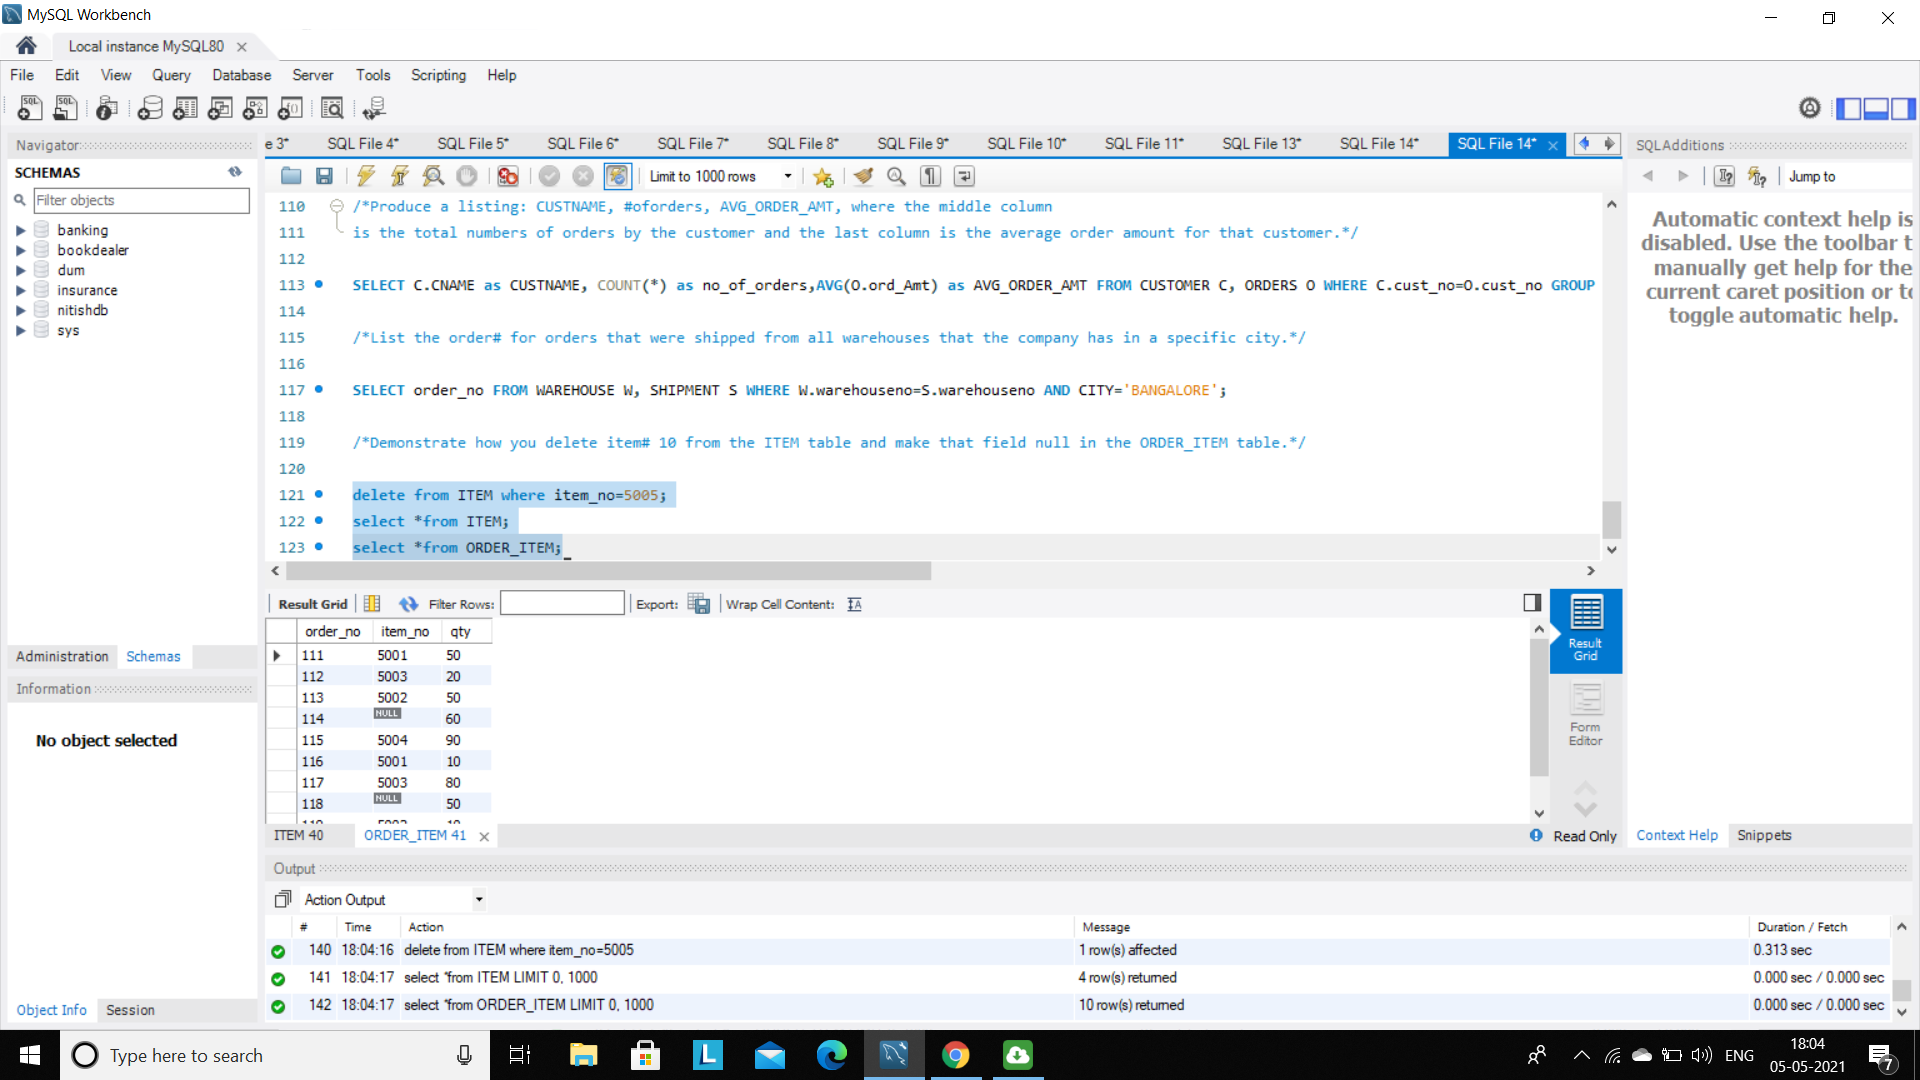 MySQL Workbench
Local instance MySQL80
File Edit View Query Database Server Tools Scripting Help
Navigator
SCHEMAS
Filter objects
banking
bookdealer
dum
insurance
nitishdb
sys
Administration Schemas
Information
No object selected
Object Info Session
e 3* SQL File 4* SQL File 5* SQL File 6* SQL File 7* SQL File 8* SQL File 9* SQL File 10* SQL File 11* SQL File 13* SQL File 14* SQL File 14*
Limit to 1000 rows
110 /*Produce a listing: CUSTNAME, #oforders, AVG_ORDER_AMT, where the middle column
111 is the total numbers of orders by the customer and the last column is the average order amount for that customer.*/
112
113 SELECT C.CNAME as CUSTNAME, COUNT(*) as no_of_orders,AVG(O.ord_Amt) as AVG_ORDER_AMT FROM CUSTOMER C, ORDERS O WHERE C.cust_no=O.cust_no GROUP
114
115 /*List the order# for orders that were shipped from all warehouses that the company has in a specific city.*/
116
117 SELECT order_no FROM WAREHOUSE W, SHIPMENT S WHERE W.warehouseno=S.warehouseno AND CITY='BANGALORE';
118
119 /*Demonstrate how you delete item# 10 from the ITEM table and make that field null in the ORDER_ITEM table.*/
120
121 delete from ITEM where item_no=5005;
122 select *from ITEM;
123 select *from ORDER_ITEM;
Result Grid Filter Rows: Export: Wrap Cell Content:
order_no item_no qty
111 5001 50
112 5003 20
113 5002 50
114 NULL 60
115 5004 90
116 5001 10
117 5003 80
118 NULL 50
Result Grid
Form Editor
ITEM 40 ORDER_ITEM 41
Read Only
Output
Action Output
# Time Action Message Duration / Fetch
140 18:04:16 delete from ITEM where item_no=5005 1 row(s) affected 0.313 sec
141 18:04:17 select *from ITEM LIMIT 0, 1000 4 row(s) returned 0.000 sec / 0.000 sec
142 18:04:17 select *from ORDER_ITEM LIMIT 0, 1000 10 row(s) returned 0.000 sec / 0.000 sec
SQLAdditions
Jump to
Automatic context help is
disabled. Use the toolbar t
manually get help for the
current caret position or to
toggle automatic help.
Context Help Snippets
Type here to search
ENG
18:04
05-05-2021
7